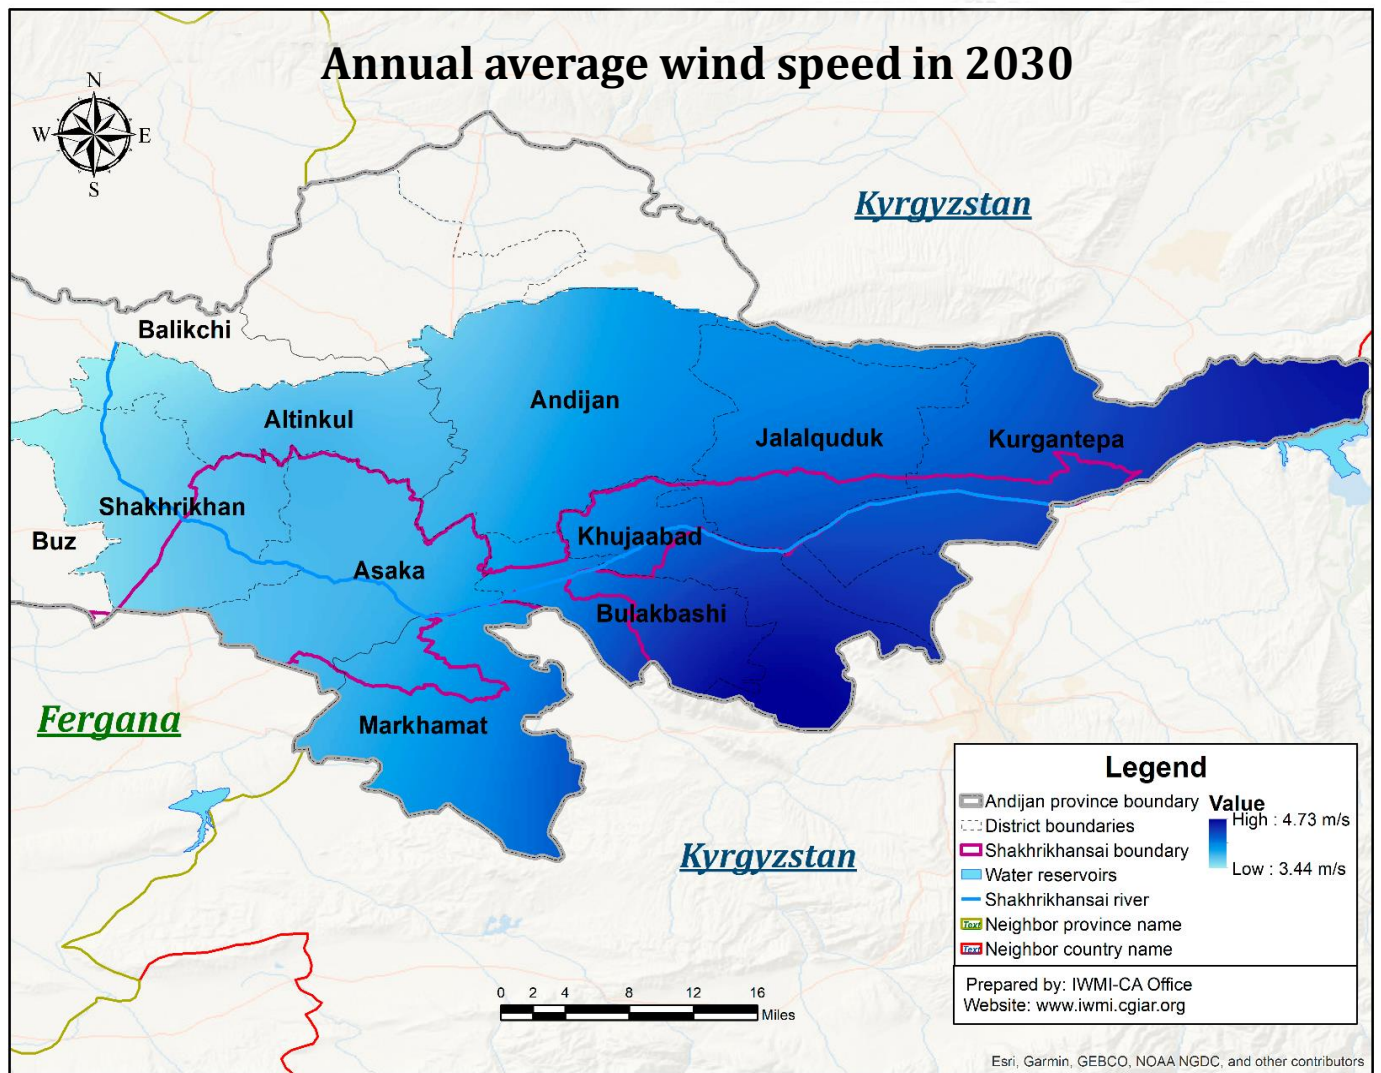 Annual average wind speed in 2030
N
W E
S
Kyrgyzstan
Balikchi
Altinkul
Andijan
Jalalquduk
Kurgantepa
Shakhrikhan
Buz
Khujaabad
Asaka
Bulakbashi
Fergana
Markhamat
Kyrgyzstan
Legend
Andijan province boundary
District boundaries
Shakhrikhansai boundary
Water reservoirs
Shakhrikhansai river
Text Neighbor province name
Text Neighbor country name
Value
High : 4.73 m/s
Low : 3.44 m/s
Prepared by: IWMI-CA Office
Website: www.iwmi.cgiar.org
0 2 4 8 12 16
Miles
Esri, Garmin, GEBCO, NOAA NGDC, and other contributors